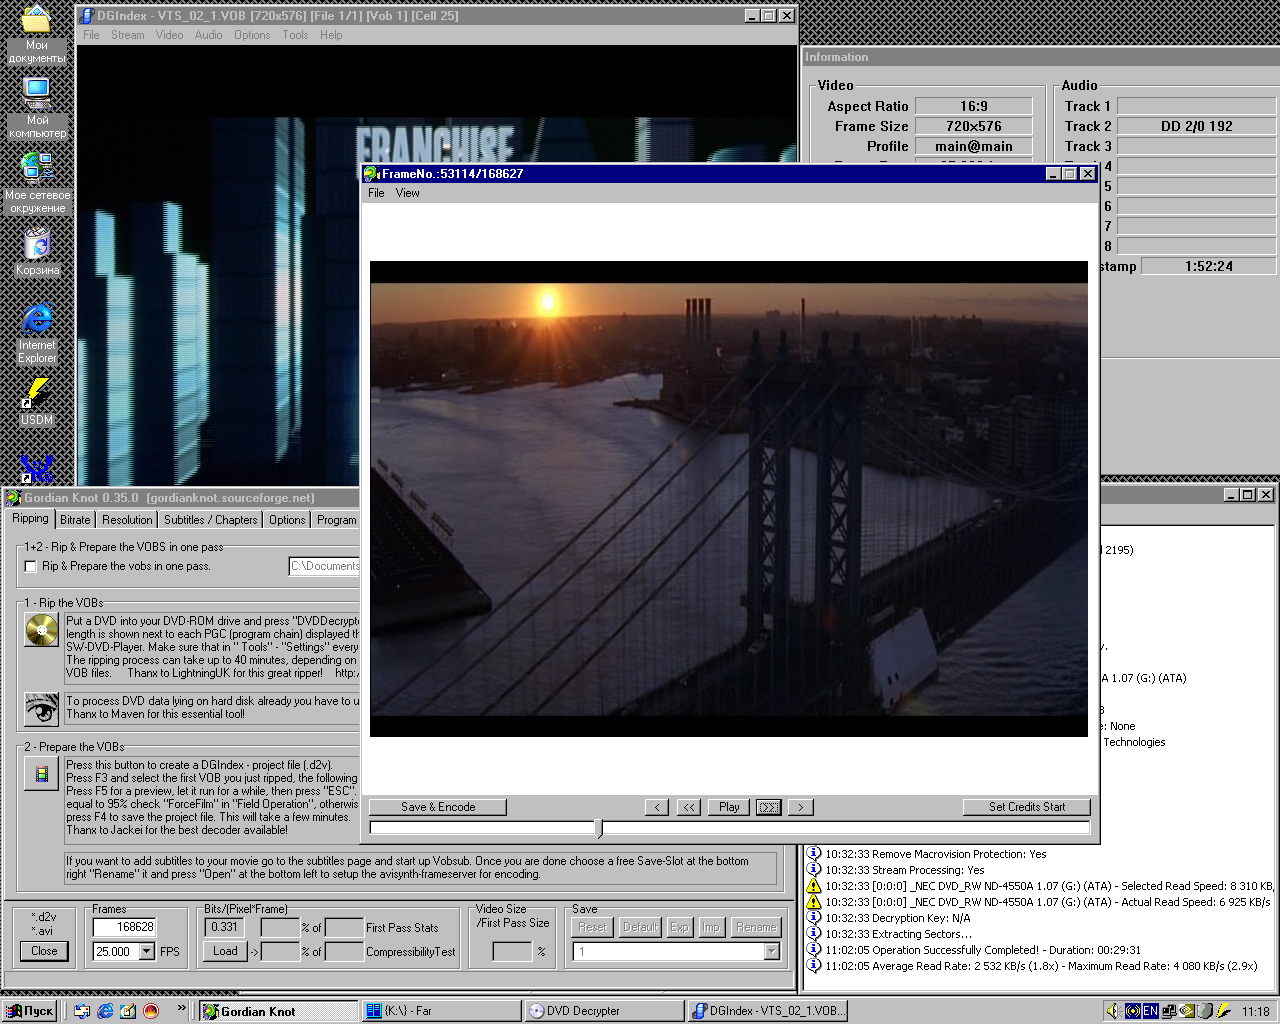 Мои документы
Мой компьютер
Мое сетевое окружение
Корзина
Internet Explorer
USDM
DGIndex - VTS_02_1.VOB [720x576] [File 1/1] [Vob 1] [Cell 25]
File Stream Video Audio Options Tools Help
FRANCHISE
Information
Video
Aspect Ratio 16:9
Frame Size 720x576
Profile main@main
Audio
Track 1
Track 2 DD 2/0 192
Track 3
4
5
6
7
8
stamp 1:52:24
FrameNo.:53114/168627
File View
Save & Encode
<
<<
Play
>>
>
Set Credits Start
Gordian Knot 0.35.0 (gordianknot.sourceforge.net)
Ripping Bitrate Resolution Subtitles / Chapters Options Program
1+2 - Rip & Prepare the VOBS in one pass
Rip & Prepare the vobs in one pass. C:\Documents
1 - Rip the VOBs
Put a DVD into your DVD-ROM drive and press "DVDDecrypte
length is shown next to each PGC (program chain) displayed th
SW-DVD-Player. Make sure that in " Tools" - "Settings" every
The ripping process can take up to 40 minutes, depending on
VOB files. Thanx to LightningUK for this great ripper! http:/
To process DVD data lying on hard disk already you have to u
Thanx to Maven for this essential tool!
2 - Prepare the VOBs
Press this button to create a DGIndex - project file (.d2v).
Press F3 and select the first VOB you just ripped, the following
Press F5 for a preview, let it run for a while, then press "ESC".
equal to 95% check "ForceFilm" in "Field Operation", otherwis
press F4 to save the project file. This will take a few minutes.
Thanx to Jackei for the best decoder available!
If you want to add subtitles to your movie go to the subtitles page and start up Vobsub. Once you are done choose a free Save-Slot at the bottom
right "Rename" it and press "Open" at the bottom left to setup the avisynth-frameserver for encoding.
*.d2v
*.avi
Close
Frames
168628
25.000 FPS
Bits/(Pixel*Frame)
0.331 % of First Pass Stats
Load -> % of CompressibilityTest
Video Size
/First Pass Size
%
Save
Reset Default Exp. Imp. Rename
1
2195)
v.
A 1.07 (G:) (ATA)
e: None
Technologies
10:32:33 Remove Macrovision Protection: Yes
10:32:33 Stream Processing: Yes
10:32:33 [0:0:0] _NEC DVD_RW ND-4550A 1.07 (G:) (ATA) - Selected Read Speed: 8 310 KB,
10:32:33 [0:0:0] _NEC DVD_RW ND-4550A 1.07 (G:) (ATA) - Actual Read Speed: 6 925 KB/s
10:32:33 Decryption Key: N/A
10:32:33 Extracting Sectors...
11:02:05 Operation Successfully Completed! - Duration: 00:29:31
11:02:05 Average Read Rate: 2 532 KB/s (1.8x) - Maximum Read Rate: 4 080 KB/s (2.9x)
Пуск
»
Gordian Knot
{K:\} - Far
DVD Decrypter
DGIndex - VTS_02_1.VOB...
EN
11:18